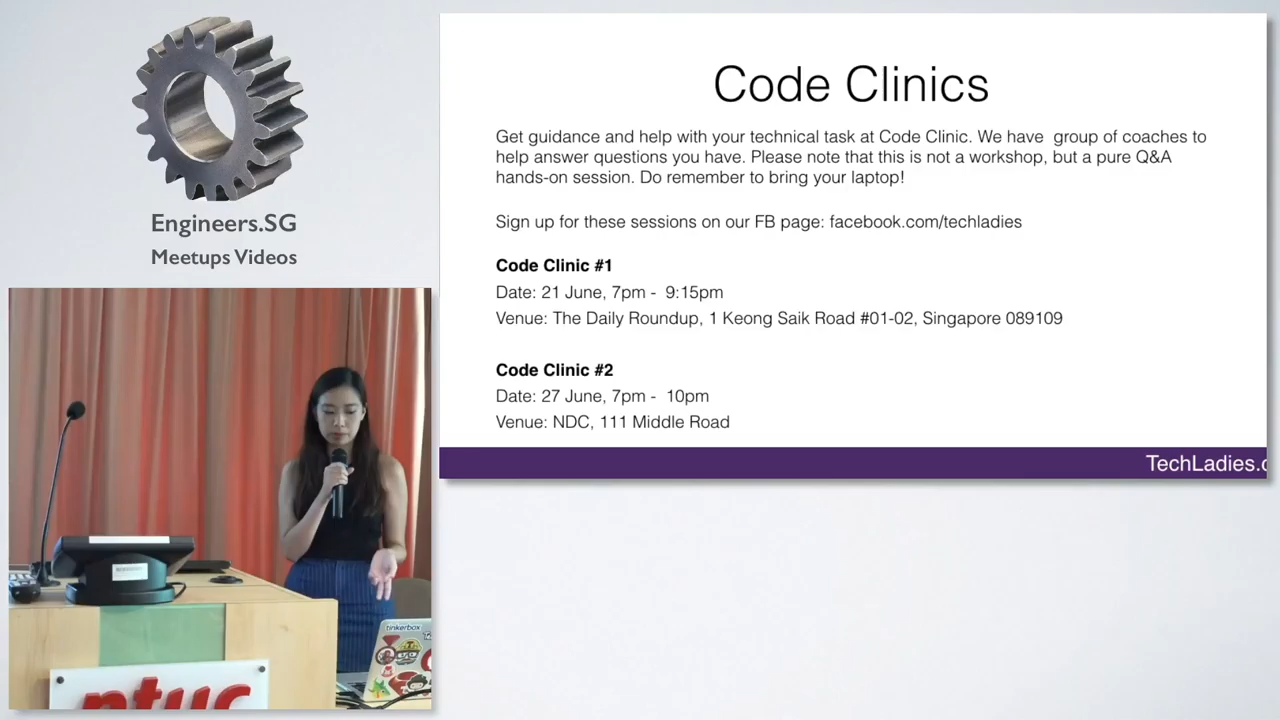 Engineers.SG
Meetups Videos
Code Clinics
Get guidance and help with your technical task at Code Clinic. We have  group of coaches to
help answer questions you have. Please note that this is not a workshop, but a pure Q&A
hands-on session. Do remember to bring your laptop!
Sign up for these sessions on our FB page: facebook.com/techladies
Code Clinic #1
Date: 21 June, 7pm -  9:15pm
Venue: The Daily Roundup, 1 Keong Saik Road #01-02, Singapore 089109
Code Clinic #2
Date: 27 June, 7pm -  10pm
Venue: NDC, 111 Middle Road
TechLadies.c
tinkerbox
ntuc